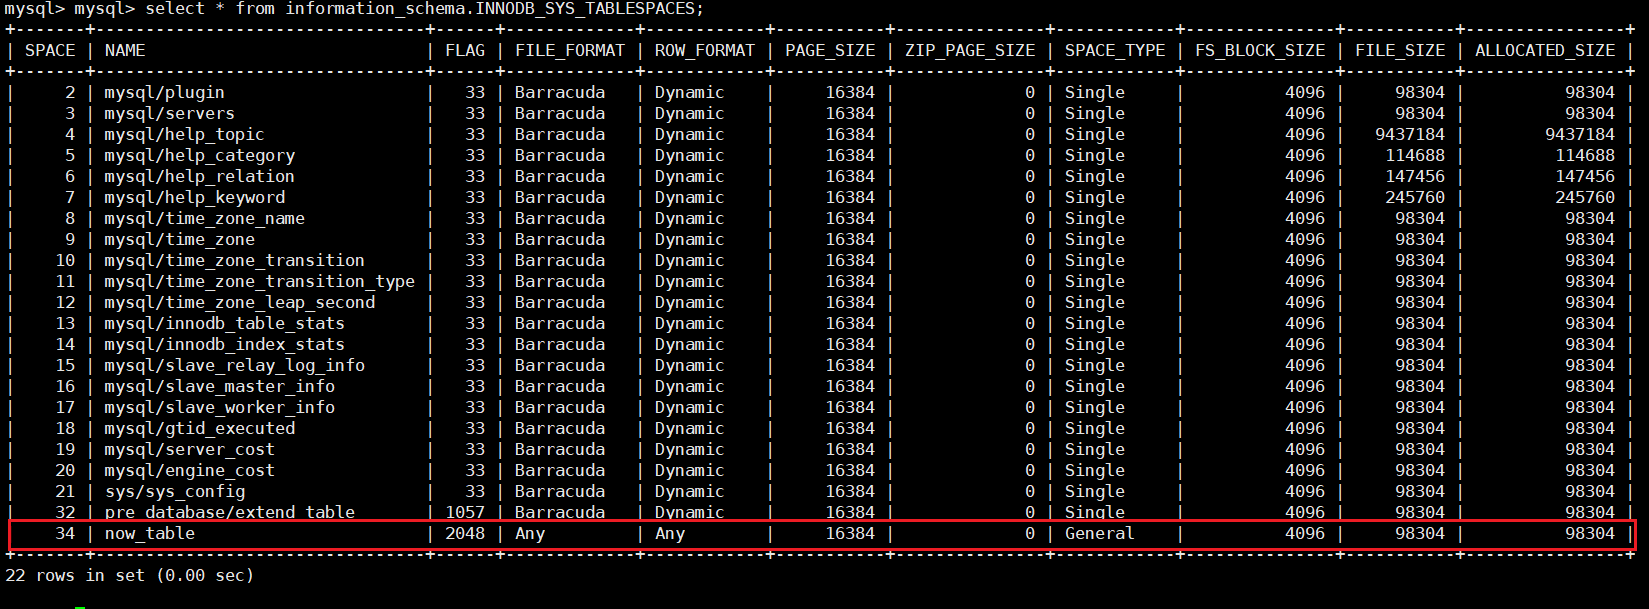 mysql> mysql> select * from information_schema.INNODB_SYS_TABLESPACES;
+-------+---------------------------------+------+-------------+------------+-----------+---------------+------------+---------------+-----------+----------------+
| SPACE | NAME                            | FLAG | FILE_FORMAT | ROW_FORMAT | PAGE_SIZE | ZIP_PAGE_SIZE | SPACE_TYPE | FS_BLOCK_SIZE | FILE_SIZE | ALLOCATED_SIZE |
+-------+---------------------------------+------+-------------+------------+-----------+---------------+------------+---------------+-----------+----------------+
|     2 | mysql/plugin                    |   33 | Barracuda   | Dynamic    |     16384 |             0 | Single     |          4096 |     98304 |          98304 |
|     3 | mysql/servers                   |   33 | Barracuda   | Dynamic    |     16384 |             0 | Single     |          4096 |     98304 |          98304 |
|     4 | mysql/help_topic                |   33 | Barracuda   | Dynamic    |     16384 |             0 | Single     |          4096 |   9437184 |        9437184 |
|     5 | mysql/help_category             |   33 | Barracuda   | Dynamic    |     16384 |             0 | Single     |          4096 |    114688 |         114688 |
|     6 | mysql/help_relation             |   33 | Barracuda   | Dynamic    |     16384 |             0 | Single     |          4096 |    147456 |         147456 |
|     7 | mysql/help_keyword              |   33 | Barracuda   | Dynamic    |     16384 |             0 | Single     |          4096 |    245760 |         245760 |
|     8 | mysql/time_zone_name            |   33 | Barracuda   | Dynamic    |     16384 |             0 | Single     |          4096 |     98304 |          98304 |
|     9 | mysql/time_zone                 |   33 | Barracuda   | Dynamic    |     16384 |             0 | Single     |          4096 |     98304 |          98304 |
|    10 | mysql/time_zone_transition      |   33 | Barracuda   | Dynamic    |     16384 |             0 | Single     |          4096 |     98304 |          98304 |
|    11 | mysql/time_zone_transition_type |   33 | Barracuda   | Dynamic    |     16384 |             0 | Single     |          4096 |     98304 |          98304 |
|    12 | mysql/time_zone_leap_second     |   33 | Barracuda   | Dynamic    |     16384 |             0 | Single     |          4096 |     98304 |          98304 |
|    13 | mysql/innodb_table_stats        |   33 | Barracuda   | Dynamic    |     16384 |             0 | Single     |          4096 |     98304 |          98304 |
|    14 | mysql/innodb_index_stats        |   33 | Barracuda   | Dynamic    |     16384 |             0 | Single     |          4096 |     98304 |          98304 |
|    15 | mysql/slave_relay_log_info      |   33 | Barracuda   | Dynamic    |     16384 |             0 | Single     |          4096 |     98304 |          98304 |
|    16 | mysql/slave_master_info         |   33 | Barracuda   | Dynamic    |     16384 |             0 | Single     |          4096 |     98304 |          98304 |
|    17 | mysql/slave_worker_info         |   33 | Barracuda   | Dynamic    |     16384 |             0 | Single     |          4096 |     98304 |          98304 |
|    18 | mysql/gtid_executed             |   33 | Barracuda   | Dynamic    |     16384 |             0 | Single     |          4096 |     98304 |          98304 |
|    19 | mysql/server_cost               |   33 | Barracuda   | Dynamic    |     16384 |             0 | Single     |          4096 |     98304 |          98304 |
|    20 | mysql/engine_cost               |   33 | Barracuda   | Dynamic    |     16384 |             0 | Single     |          4096 |     98304 |          98304 |
|    21 | sys/sys_config                  |   33 | Barracuda   | Dynamic    |     16384 |             0 | Single     |          4096 |     98304 |          98304 |
|    32 | pre_database/extend_table       | 1057 | Barracuda   | Dynamic    |     16384 |             0 | Single     |          4096 |     98304 |          98304 |
|    34 | now_table                       | 2048 | Any         | Any        |     16384 |             0 | General    |          4096 |     98304 |          98304 |
+-------+---------------------------------+------+-------------+------------+-----------+---------------+------------+---------------+-----------+----------------+
22 rows in set (0.00 sec)